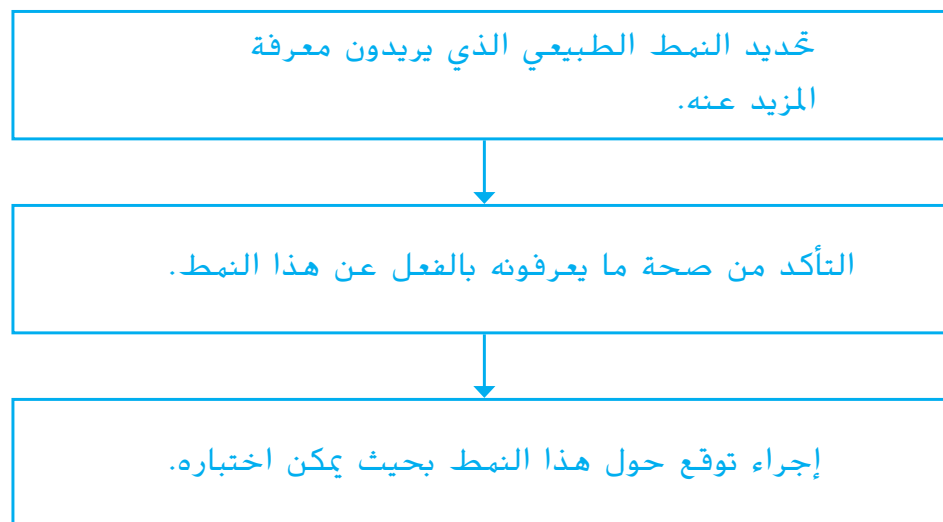 تحديد النمط الطبيعي الذي يريدون معرفة
المزيد عنه.
التأكد من صحة ما يعرفونه بالفعل عن هذا النمط.
إجراء توقع حول هذا النمط بحيث يمكن اختباره.